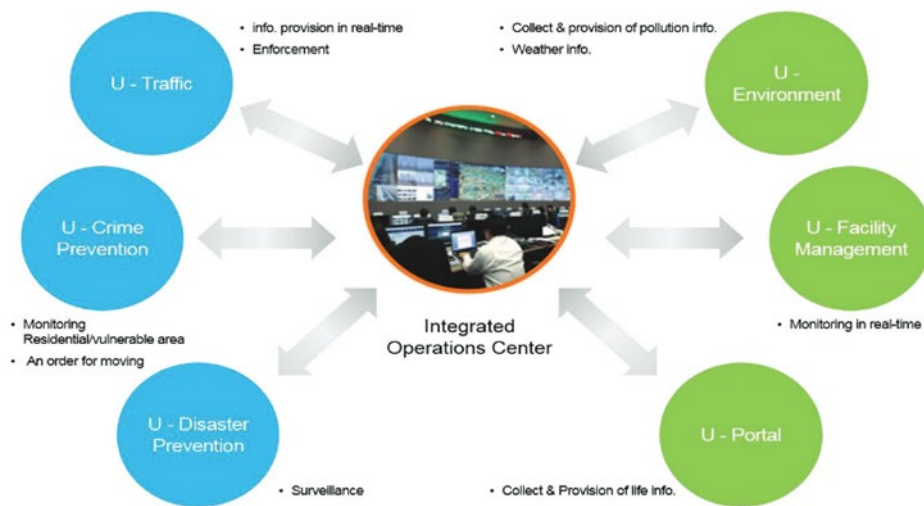 • info. provision in real-time
• Enforcement
U - Traffic
• Collect & provision of pollution info.
• Weather info.
U -
Environment
U - Crime
Prevention
• Monitoring
Residential/vulnerable area
• An order for moving
Integrated
Operations Center
U - Facility
Management
• Monitoring in real-time
U - Disaster
Prevention
• Surveillance
U - Portal
• Collect & Provision of life info.